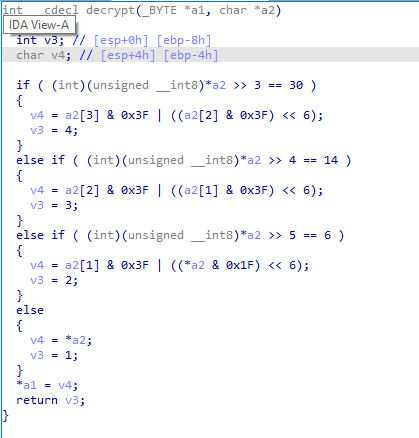 int __cdecl decrypt(_BYTE *a1, char *a2)
IDA View-A
int v3; // [esp+0h] [ebp-8h]
char v4; // [esp+4h] [ebp-4h]
if ( (int)(unsigned __int8)*a2 >> 3 == 30 )
{
v4 = a2[3] & 0x3F | ((a2[2] & 0x3F) << 6);
v3 = 4;
}
else if ( (int)(unsigned __int8)*a2 >> 4 == 14 )
{
v4 = a2[2] & 0x3F | ((a2[1] & 0x3F) << 6);
v3 = 3;
}
else if ( (int)(unsigned __int8)*a2 >> 5 == 6 )
{
v4 = a2[1] & 0x3F | ((*a2 & 0x1F) << 6);
v3 = 2;
}
else
{
v4 = *a2;
v3 = 1;
}
*a1 = v4;
return v3;
}